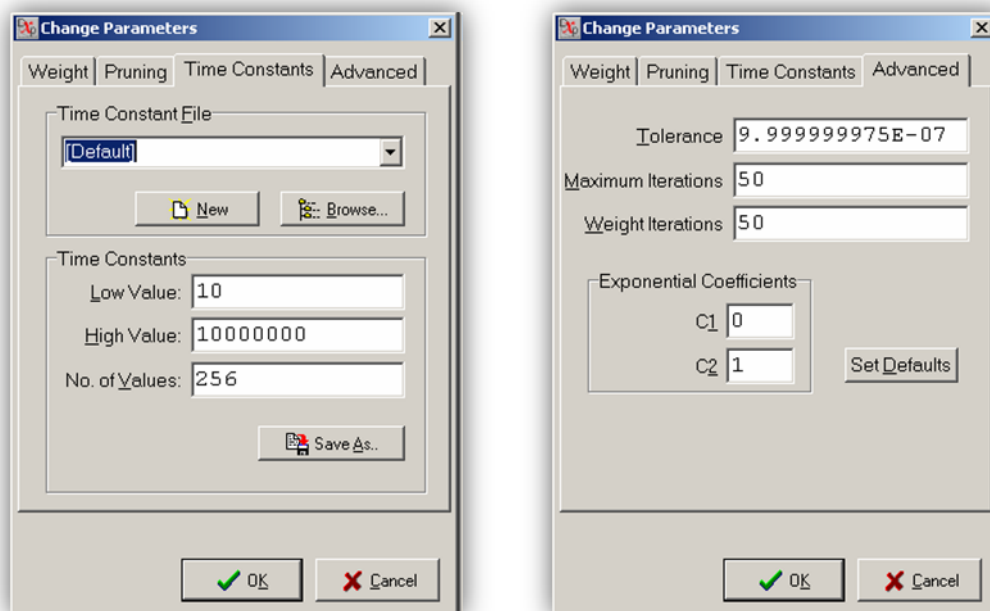 Change Parameters
Weight Pruning Time Constants Advanced
Time Constant File
[Default]
New Browse...
Time Constants
Low Value: 10
High Value: 10000000
No. of Values: 256
Save As..
OK Cancel
Change Parameters
Weight Pruning Time Constants Advanced
Tolerance 9.999999975E-07
Maximum Iterations 50
Weight Iterations 50
Exponential Coefficients
C1 0
C2 1
Set Defaults
OK Cancel